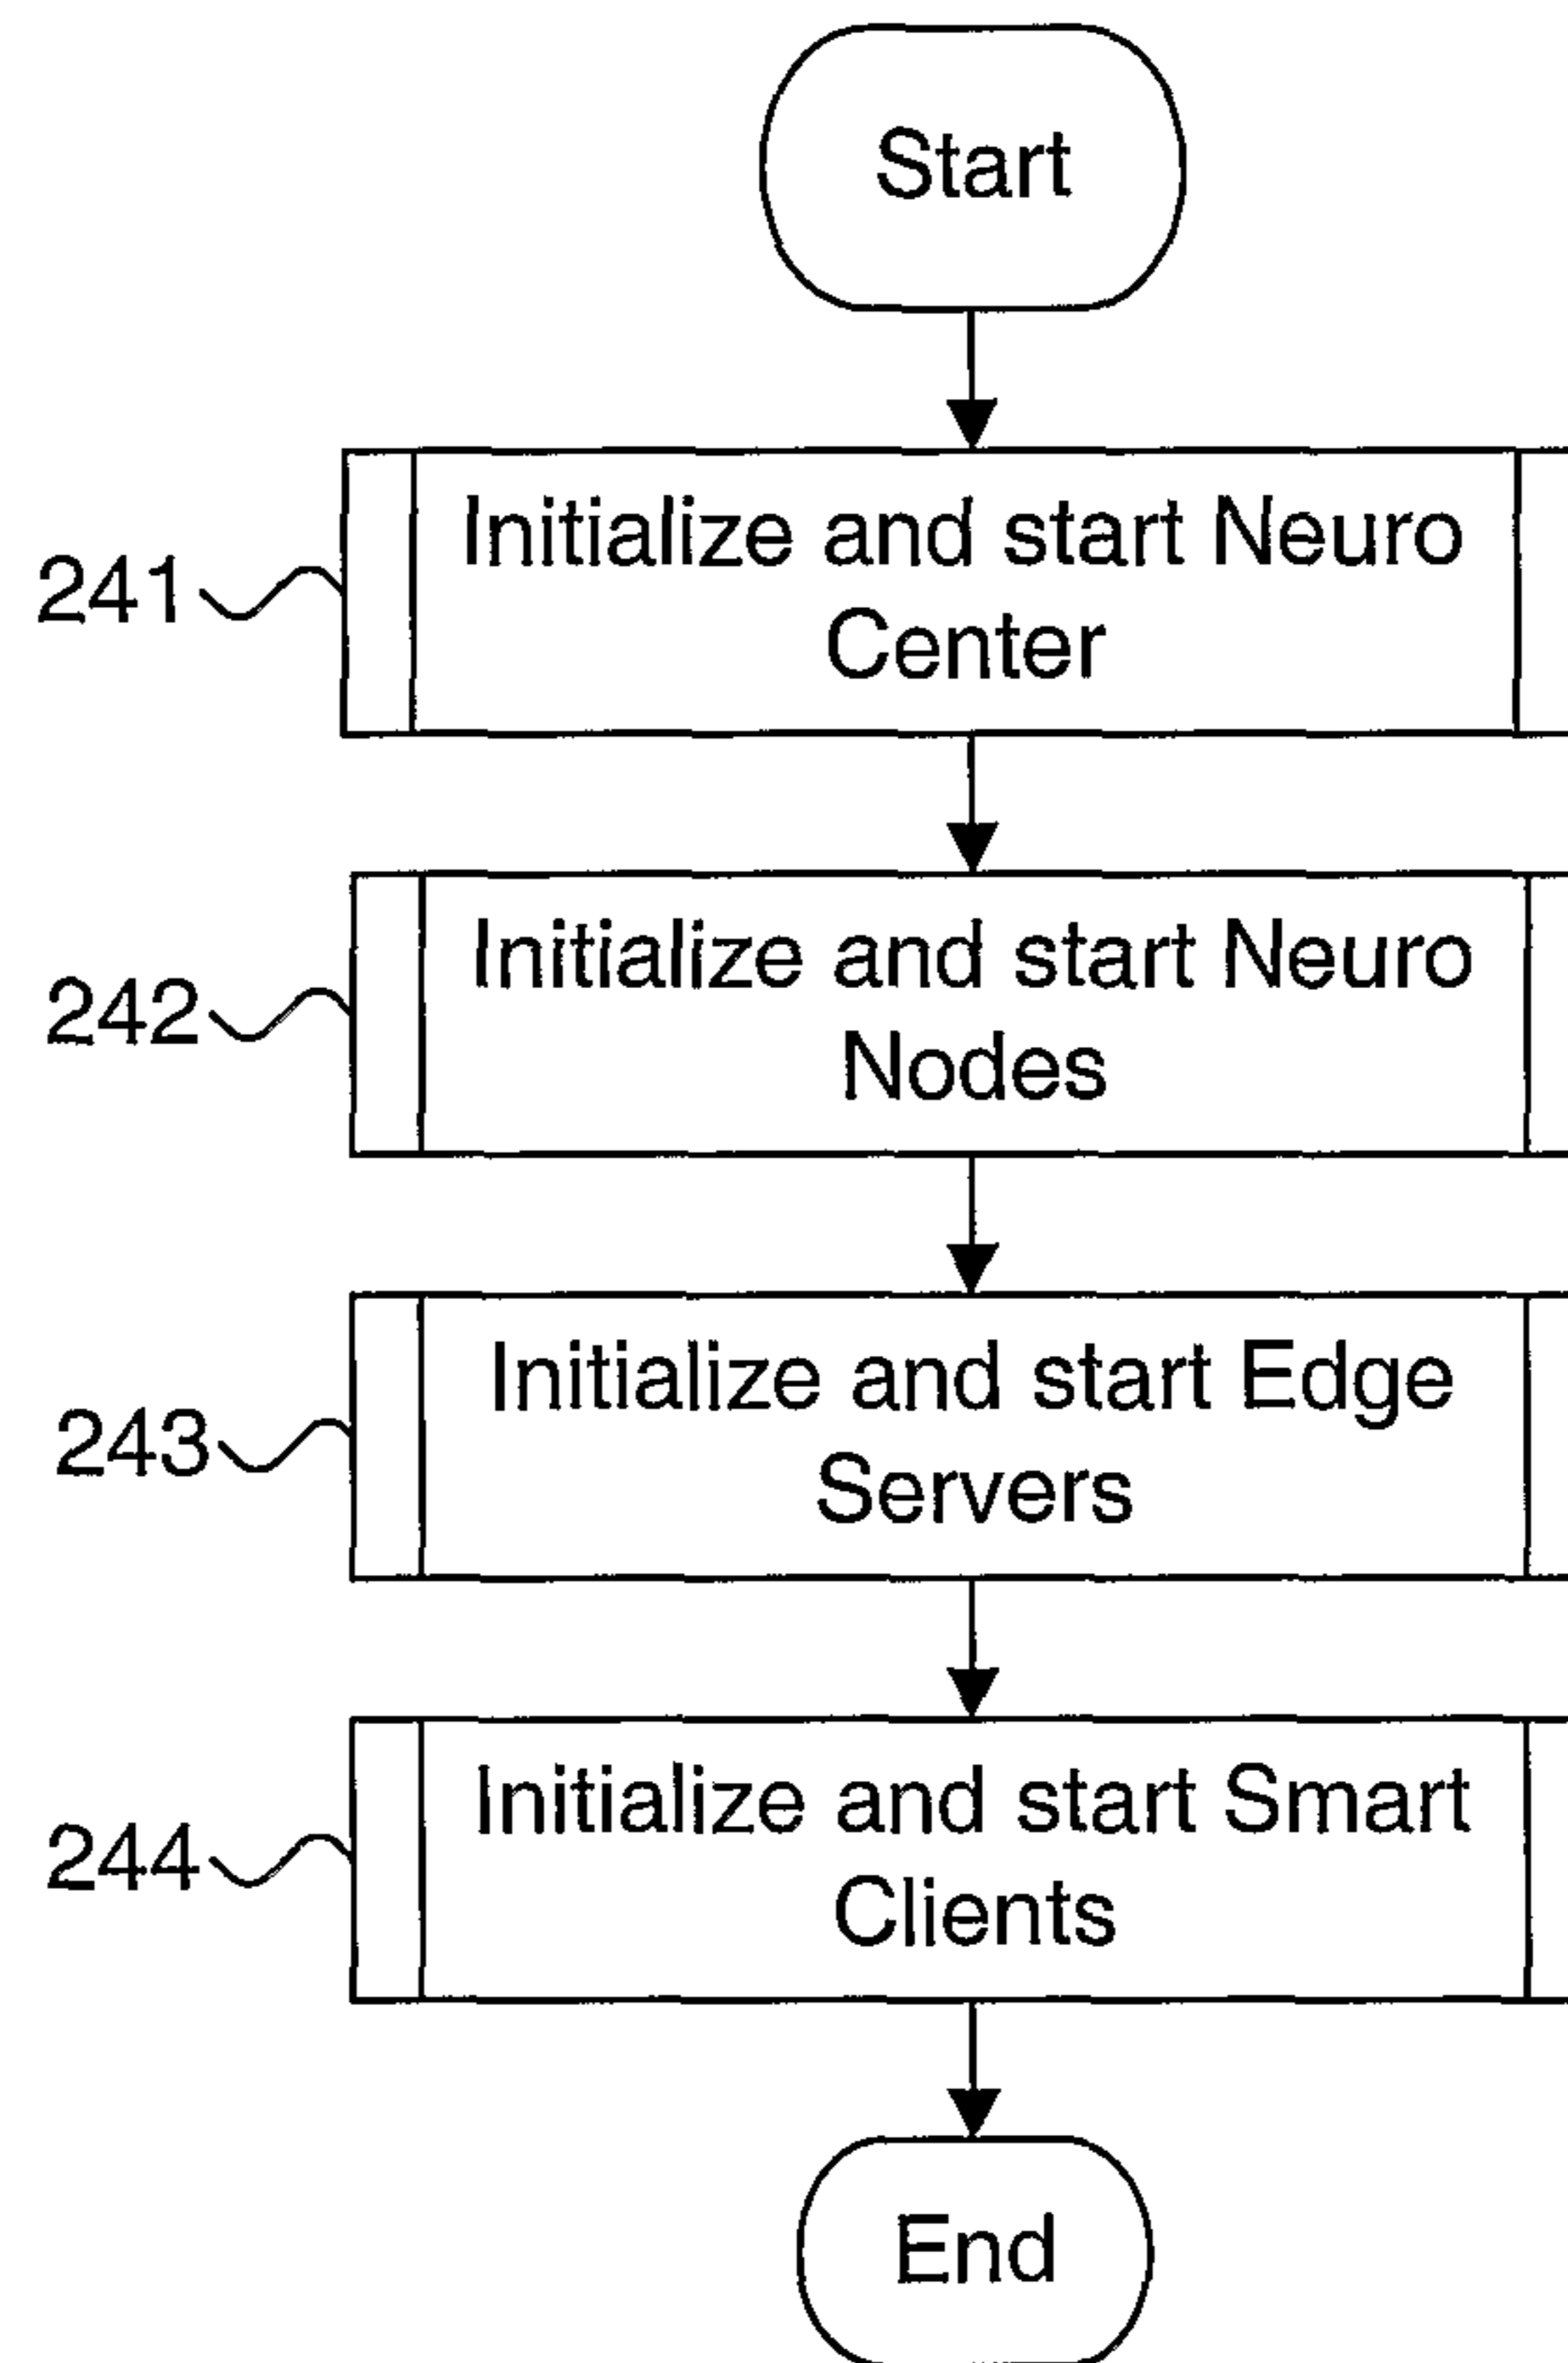 Start
241
Initialize and start Neuro
Center
242
Initialize and start Neuro
Nodes
243
Initialize and start Edge
Servers
244
Initialize and start Smart
Clients
End